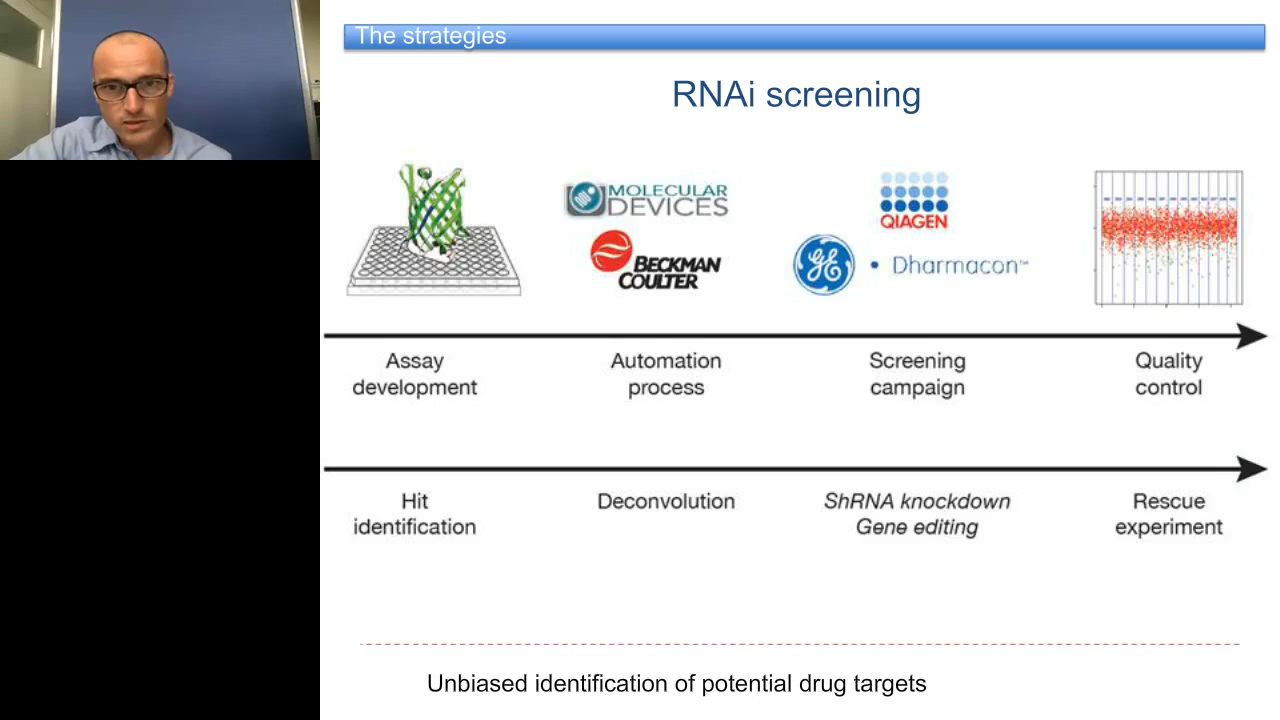 The strategies
RNAi screening
MOLECULAR
DEVICES
BECKMAN
COULTER
QIAGEN
GE • Dharmacon™
Assay
development
Automation
process
Screening
campaign
Quality
control
Hit
identification
Deconvolution
ShRNA knockdown
Gene editing
Rescue
experiment
Unbiased identification of potential drug targets